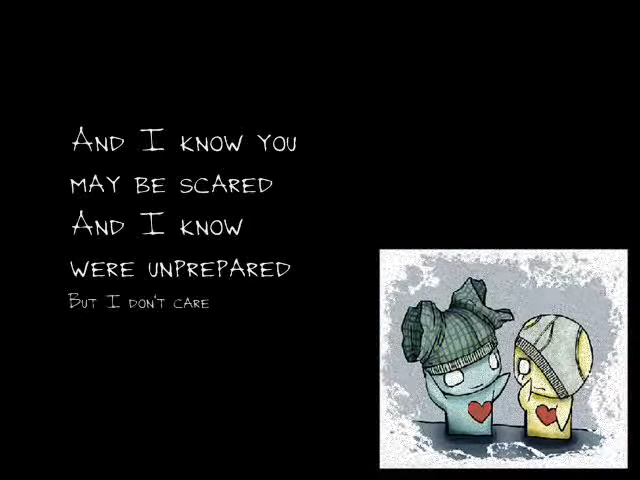 And I know you
may be scared
And I know
were unprepared
But I don't care